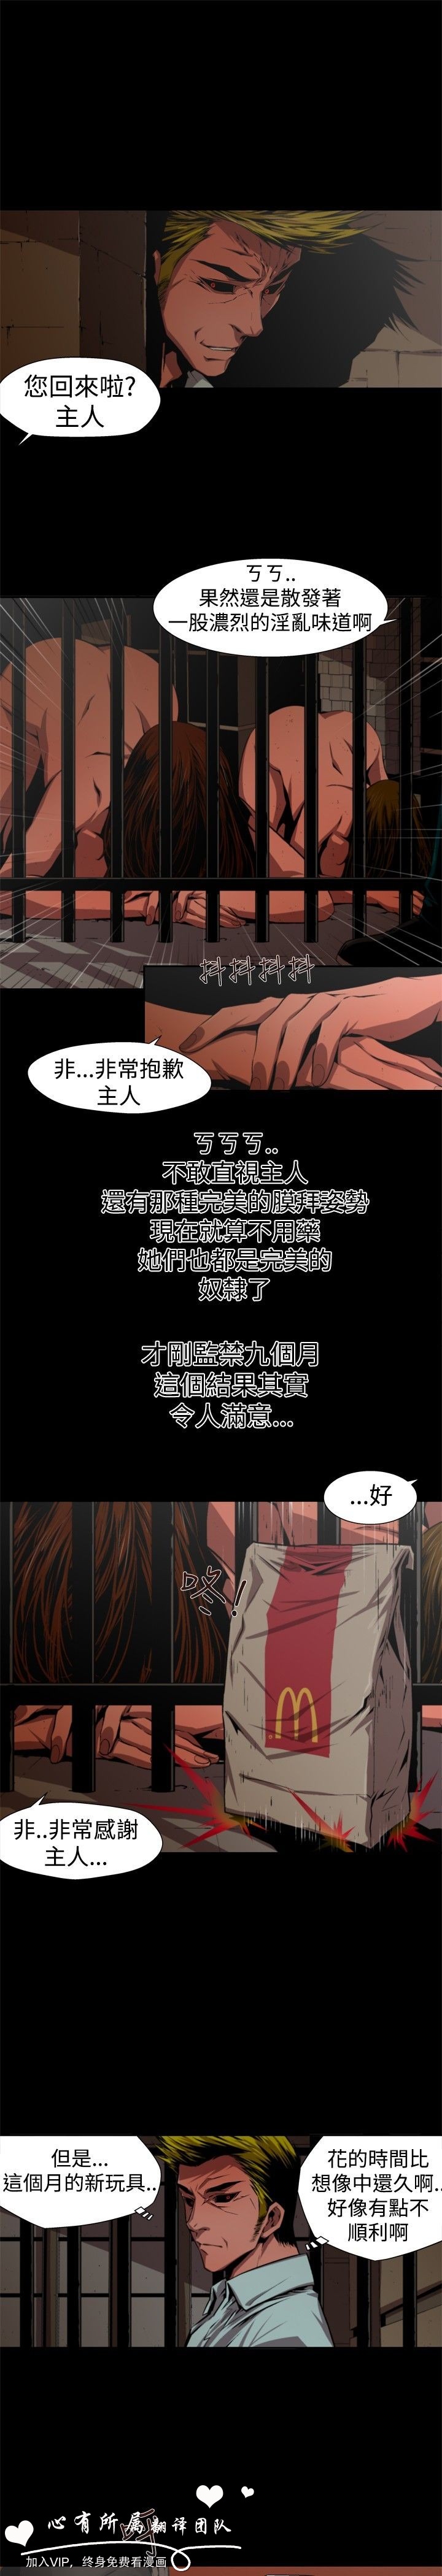 您回來啦?
主人
ㄎㄎ..
果然還是散發著
一股濃烈的淫亂味道啊
抖抖抖抖
非...非常抱歉
主人
ㄎㄎㄎ..
不敢直視主人
還有那種完美的膜拜姿勢
現在就算不用藥
她們也都是完美的
奴隸了
才剛監禁九個月
這個結果其實
令人滿意...
...好
咚!
非..非常感謝
主人...
但是...
這個月的新玩具..
花的時間比
想像中還久啊..
好像有點不
順利啊
心有所属翻译团队
加入VIP，终身免费看漫画